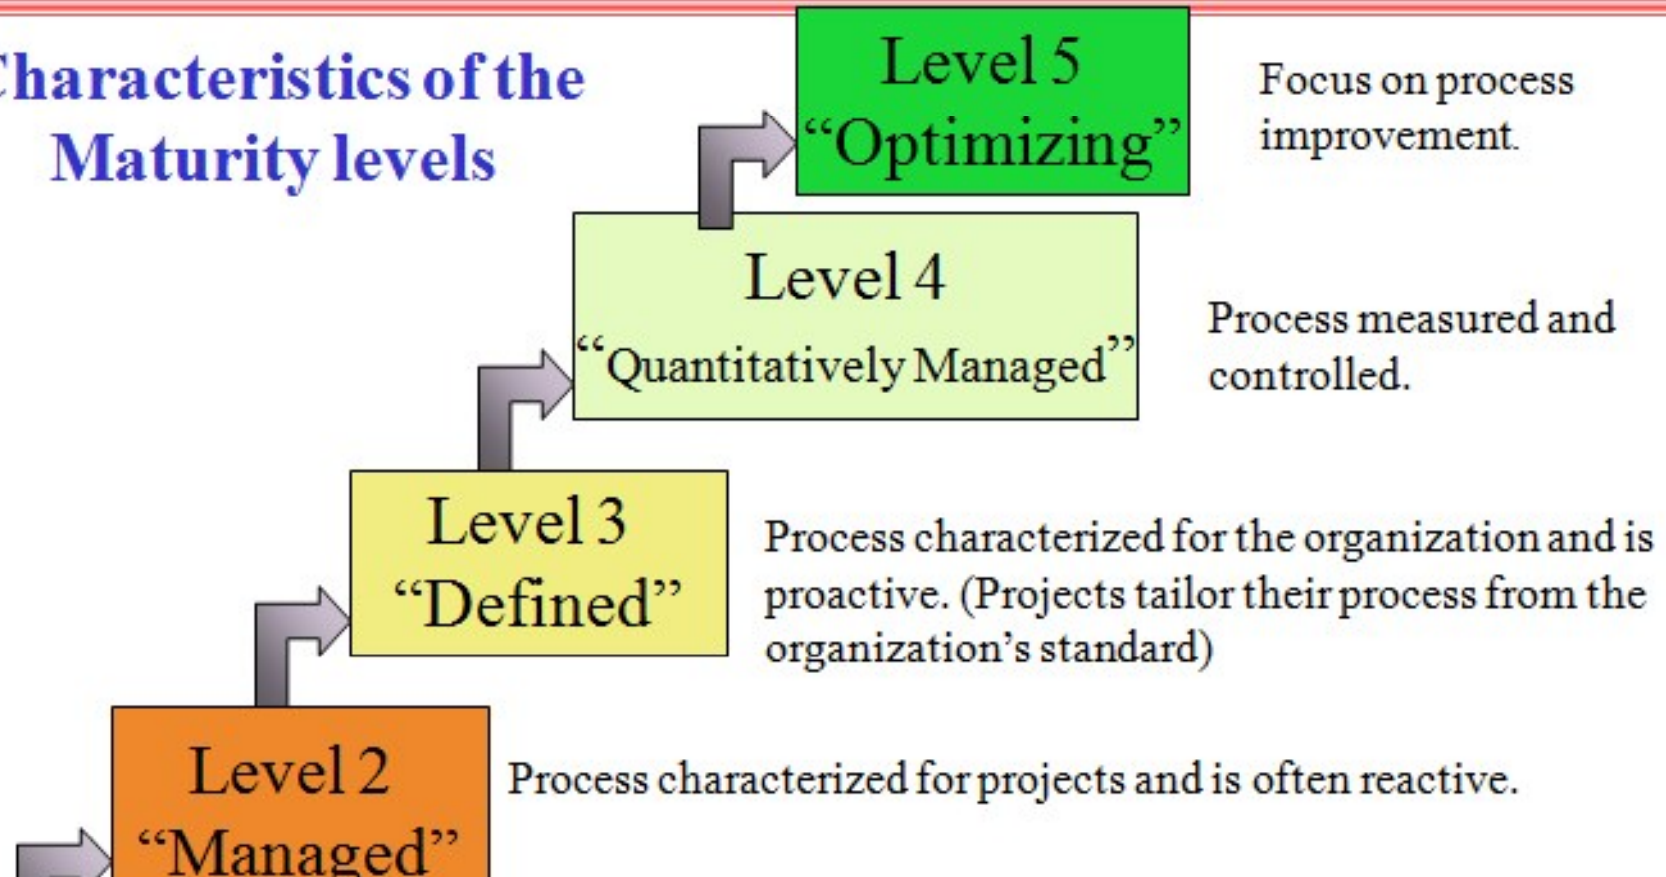 Characteristics of the
Maturity levels
Level 5
“Optimizing”
Focus on process
improvement.
Level 4
“Quantitatively Managed”
Process measured and
controlled.
Level 3
“Defined”
Process characterized for the organization and is
proactive. (Projects tailor their process from the
organization’s standard)
Level 2
“Managed”
Process characterized for projects and is often reactive.